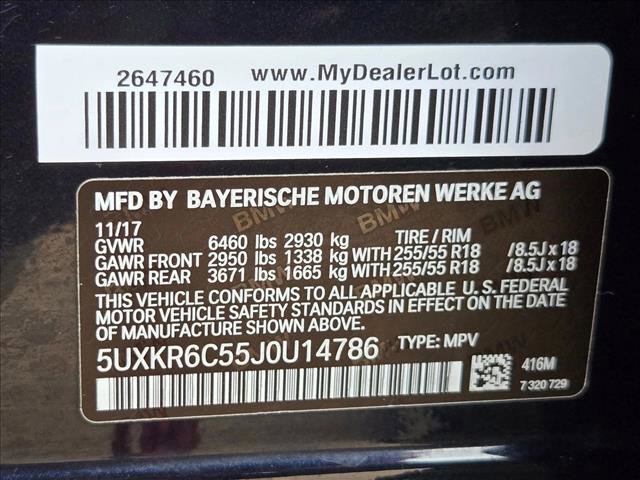 2647460 www.MyDealerLot.com
MFD BY BAYERISCHE MOTOREN WERKE AG
11/17
GVWR 6460 lbs 2930 kg TIRE / RIM
GAWR FRONT 2950 lbs 1338 kg WITH 255/55 R18 /8.5J x 18
GAWR REAR 3671 lbs 1665 kg WITH 255/55 R18 /8.5J x 18
THIS VEHICLE CONFORMS TO ALL APPLICABLE U. S. FEDERAL
MOTOR VEHICLE SAFETY STANDARDS IN EFFECT ON THE DATE
OF MANUFACTURE SHOWN ABOVE.
5UXKR6C55J0U14786 TYPE: MPV
416M
7 320 729